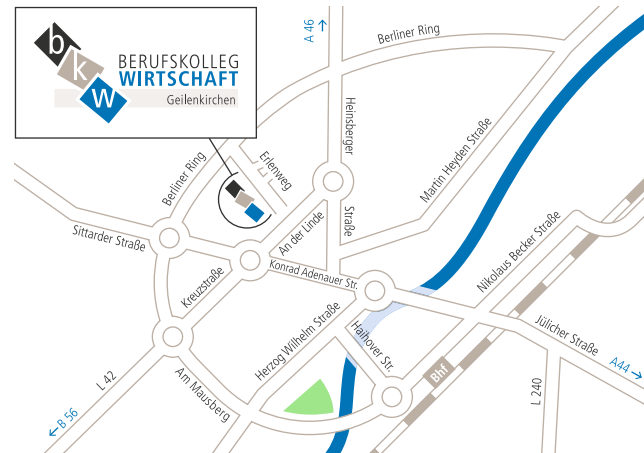 bkw
BERUFSKOLLEG
WIRTSCHAFT
Geilenkirchen
A 46
Berliner Ring
Heinsberger
Straße
Martin Heyden Straße
Berliner Ring
Erlenweg
An der Linde
Sittarder Straße
Kreuzstraße
Konrad Adenauer Str.
Nikolaus Becker Straße
Herzog Wilhelm Straße
Haihover Str.
Jülicher Straße
A44
L 42
Am Mausberg
Bhf
L 240
B 56